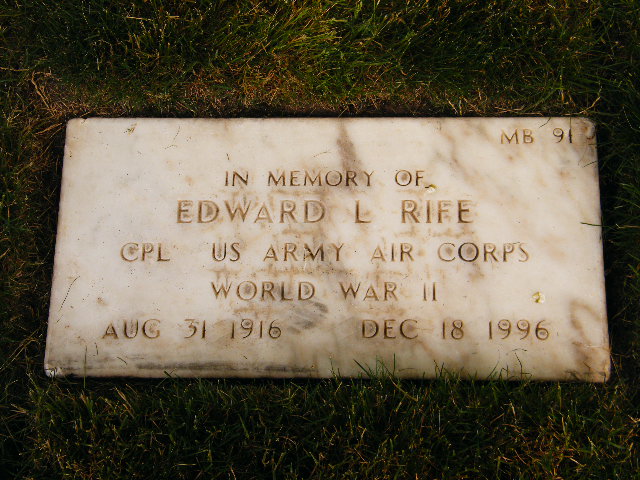 MB 91
IN MEMORY OF
EDWARD L RIFE
CPL US ARMY AIR CORPS
WORLD WAR II
AUG 31 1916 DEC 18 1996